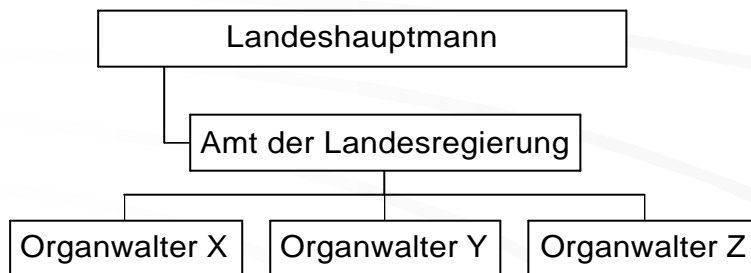 Landeshauptmann
Amt der Landesregierung
Organwalter X
Organwalter Y
Organwalter Z